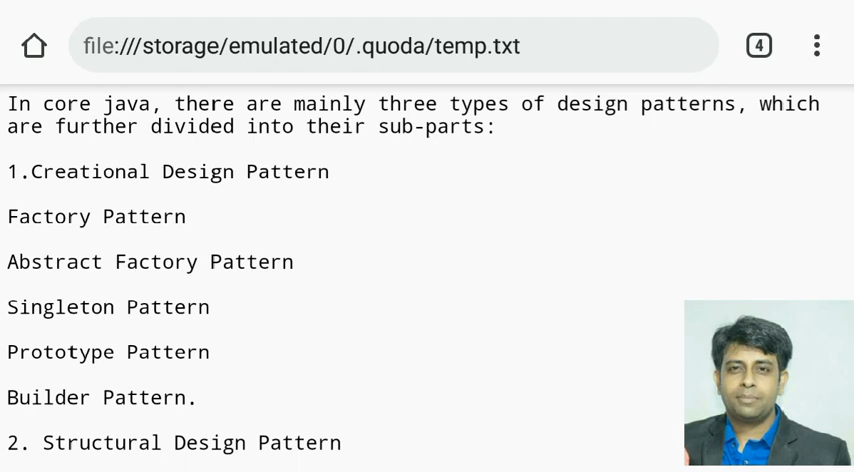 file:///storage/emulated/0/.quoda/temp.txt
4
In core java, there are mainly three types of design patterns, which
are further divided into their sub-parts:
1.Creational Design Pattern
Factory Pattern
Abstract Factory Pattern
Singleton Pattern
Prototype Pattern
Builder Pattern.
2. Structural Design Pattern